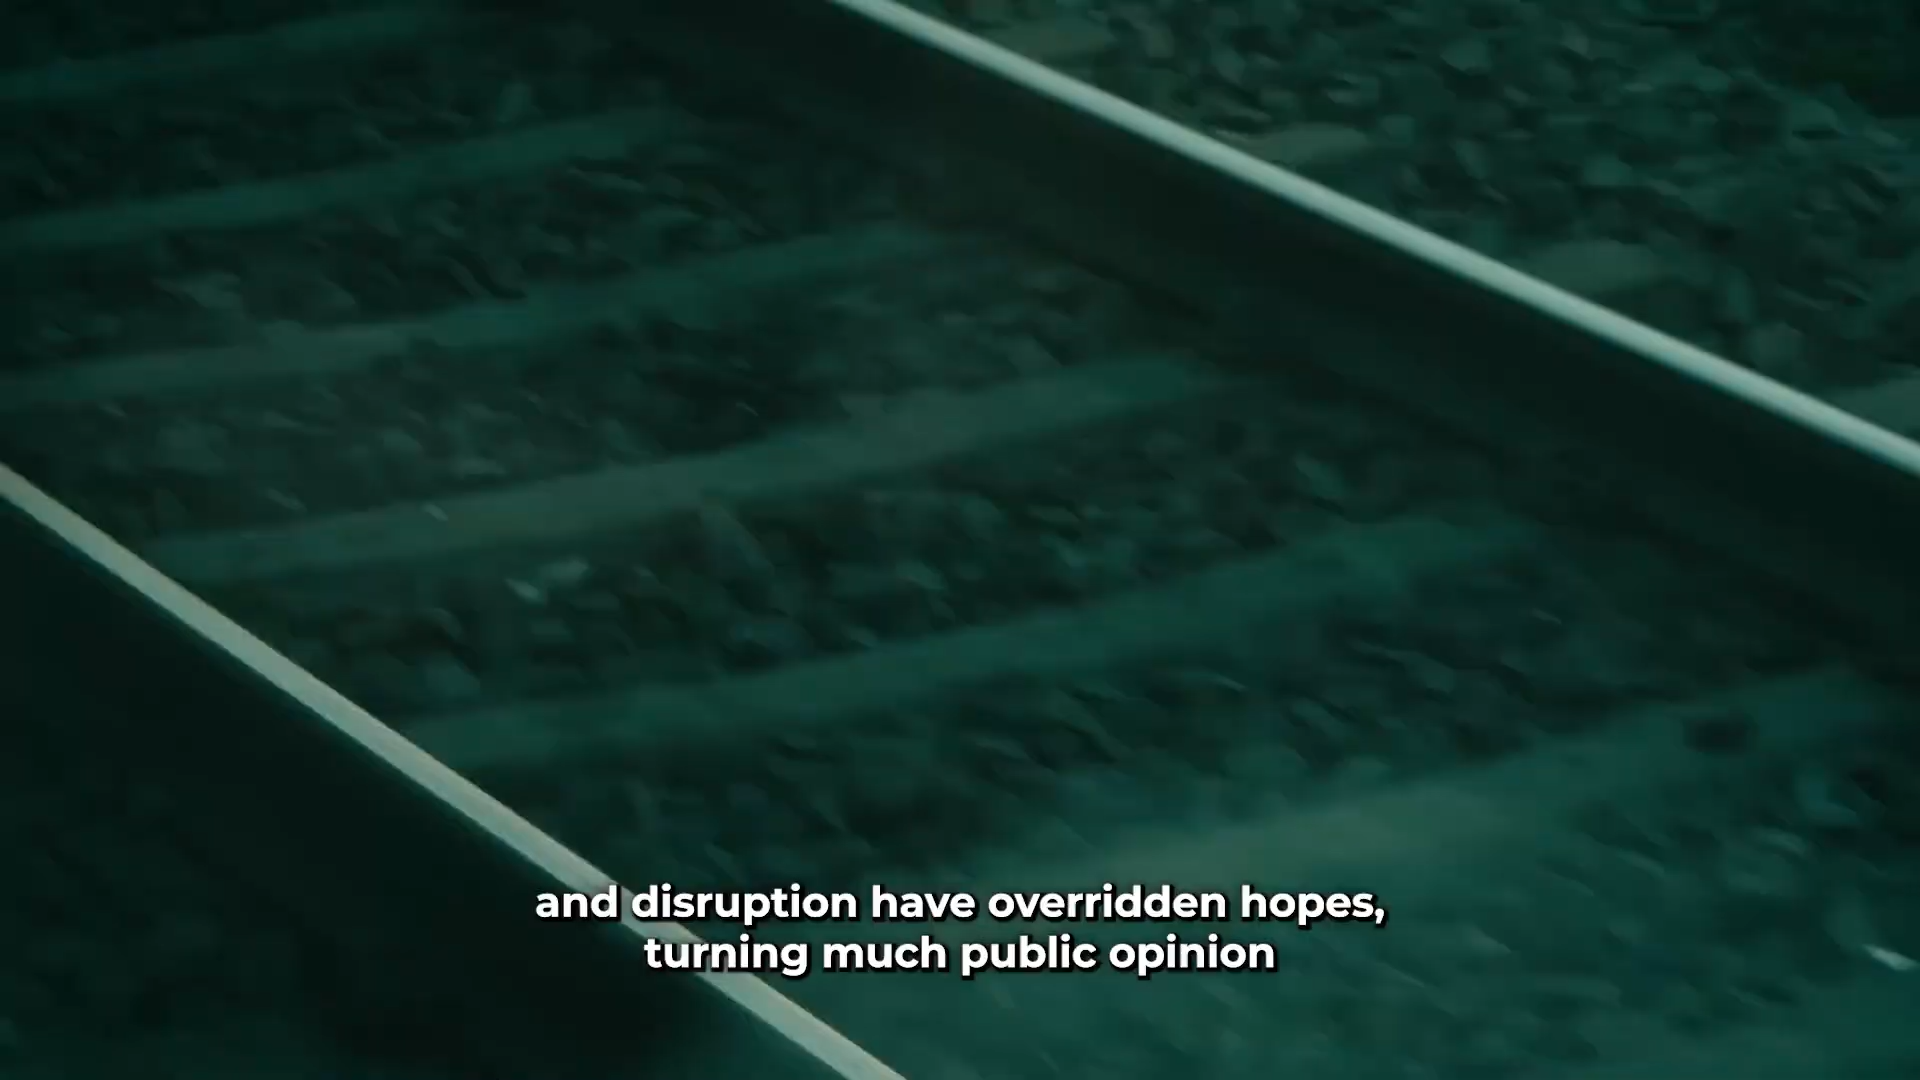 and disruption have overridden hopes,
turning much public opinion